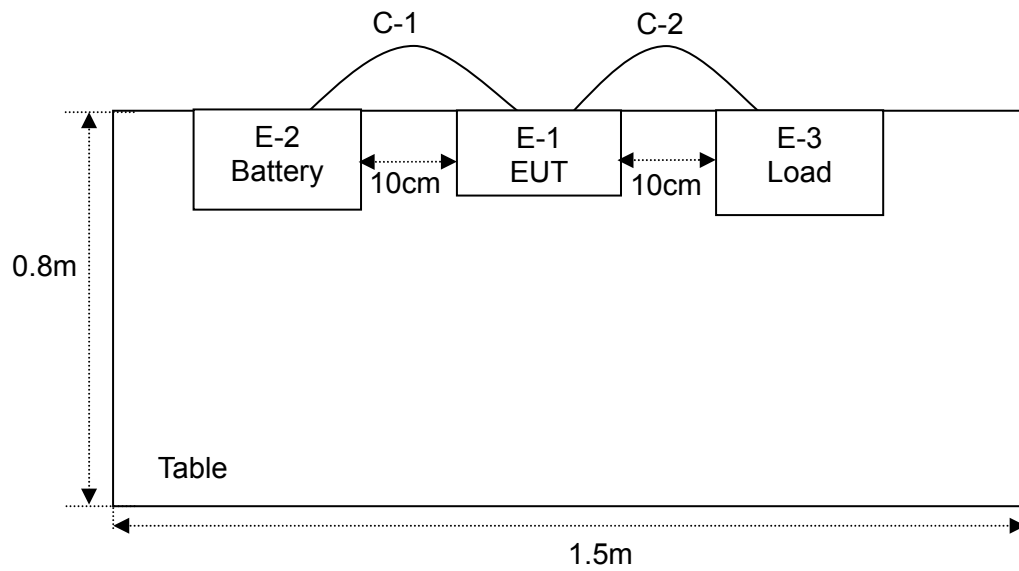 C-1
C-2
E-2
Battery
E-1
EUT
E-3
Load
10cm
10cm
0.8m
Table
1.5m